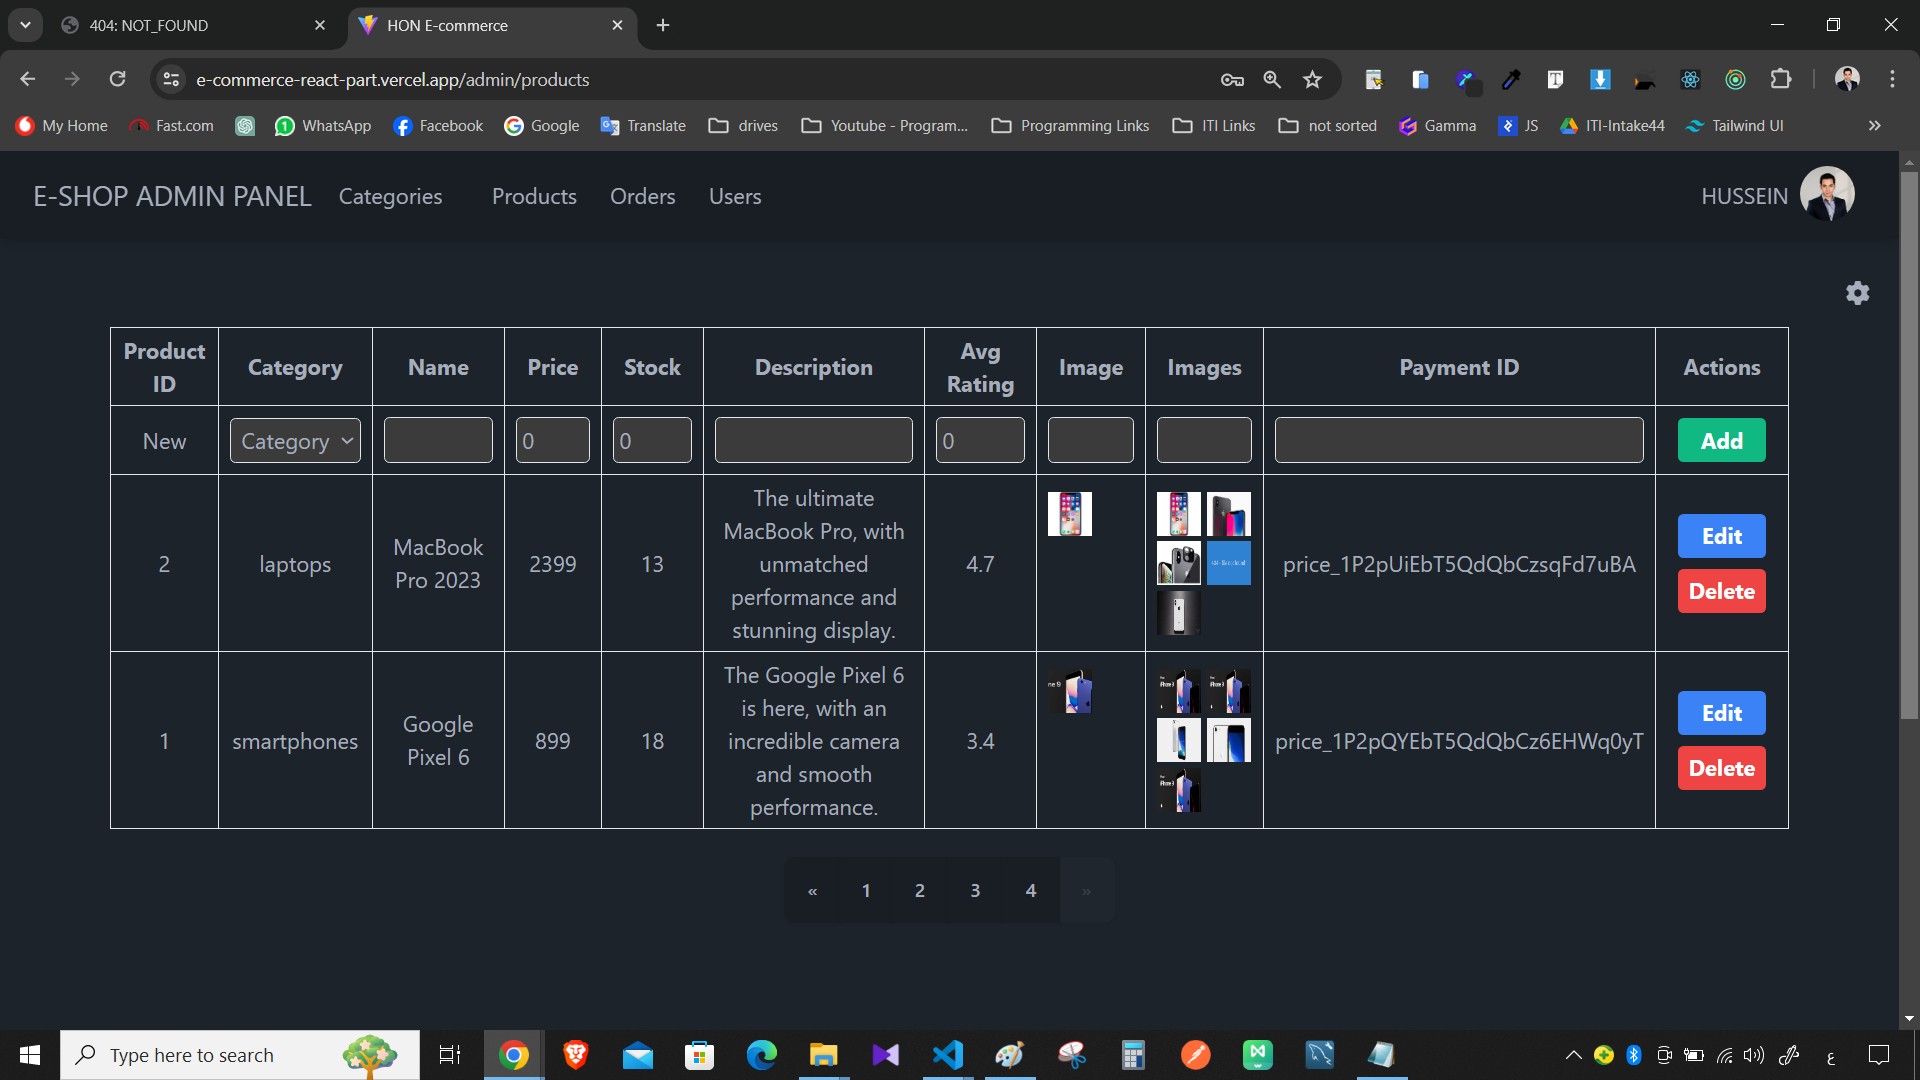 404: NOT_FOUND
HON E-commerce
e-commerce-react-part.vercel.app/admin/products
My Home
Fast.com
WhatsApp
Facebook
Google
Translate
drives
Youtube - Program...
Programming Links
ITI Links
not sorted
Gamma
JS
ITI-Intake44
Tailwind UI
»
E-SHOP ADMIN PANEL
Categories
Products
Orders
Users
HUSSEIN
Product ID Category Name Price Stock Description Avg Rating Image Images Payment ID Actions
New Category 0 0 0 Add
2 laptops MacBook Pro 2023 2399 13
The ultimate
MacBook Pro, with
unmatched
performance and
stunning display.
4.7
price_1P2pUiEbT5QdQbCzsqFd7uBA
Edit
Delete
1 smartphones Google Pixel 6 899 18
The Google Pixel 6
is here, with an
incredible camera
and smooth
performance.
3.4
price_1P2pQYEbT5QdQbCz6EHWq0yT
Edit
Delete
« 1 2 3 4 »
Type here to search
ع